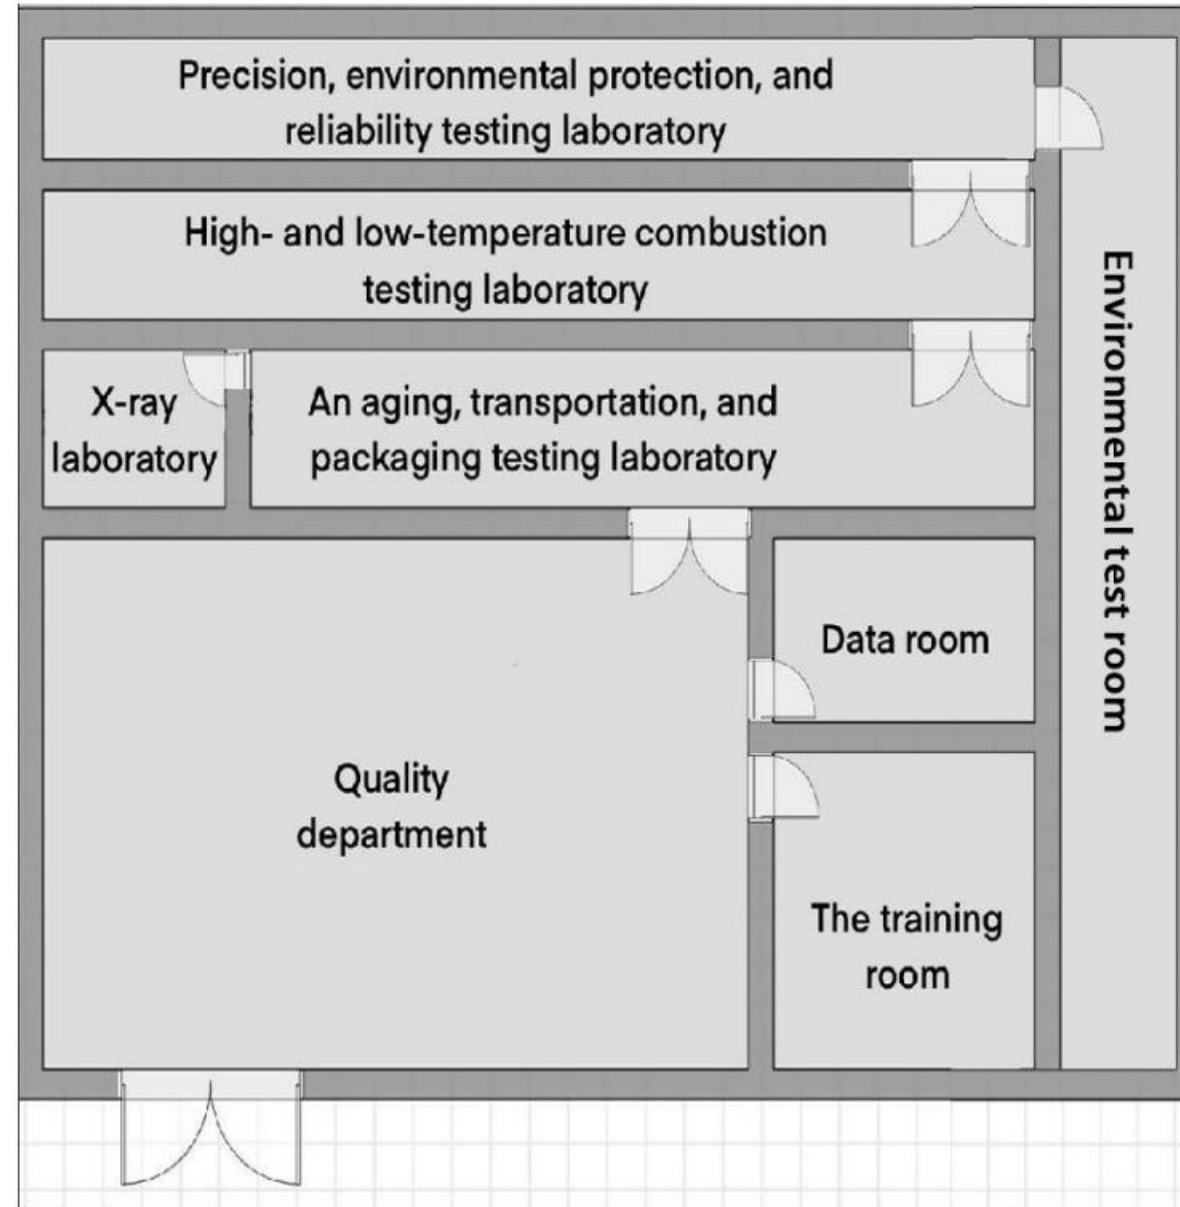 Precision, environmental protection, and
reliability testing laboratory
High- and low-temperature combustion
testing laboratory
X-ray
laboratory
An aging, transportation, and
packaging testing laboratory
Environmental test room
Data room
Quality
department
The training
room